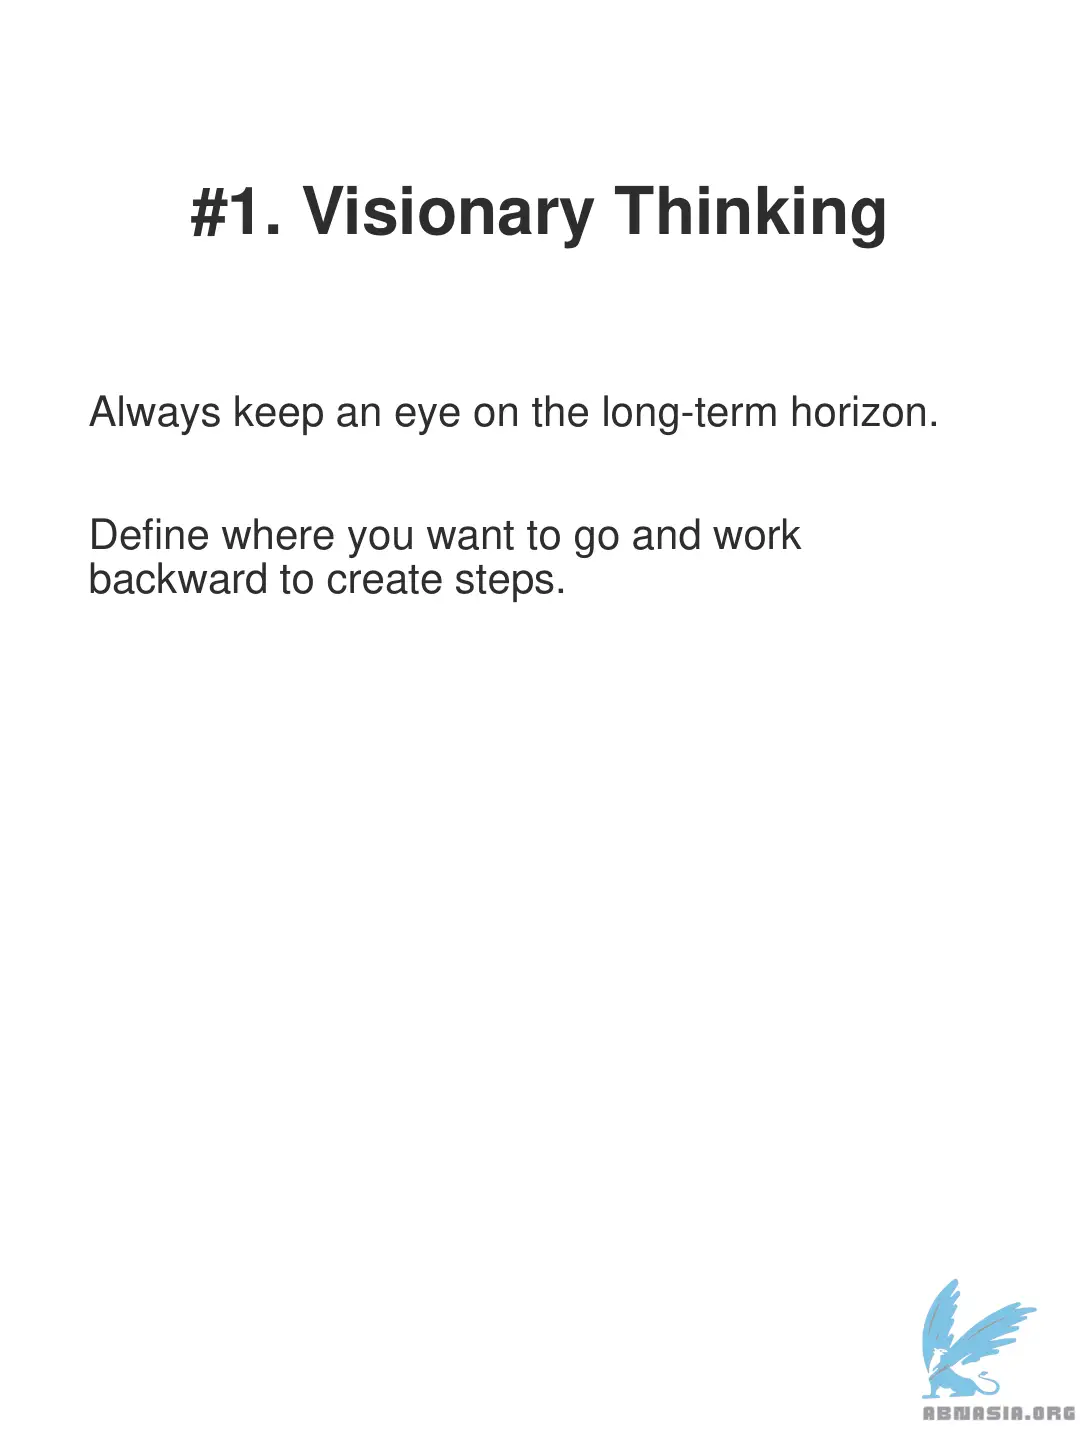 #1. Visionary Thinking
Always keep an eye on the long-term horizon.
Define where you want to go and work
backward to create steps.
ABNASIA.ORG